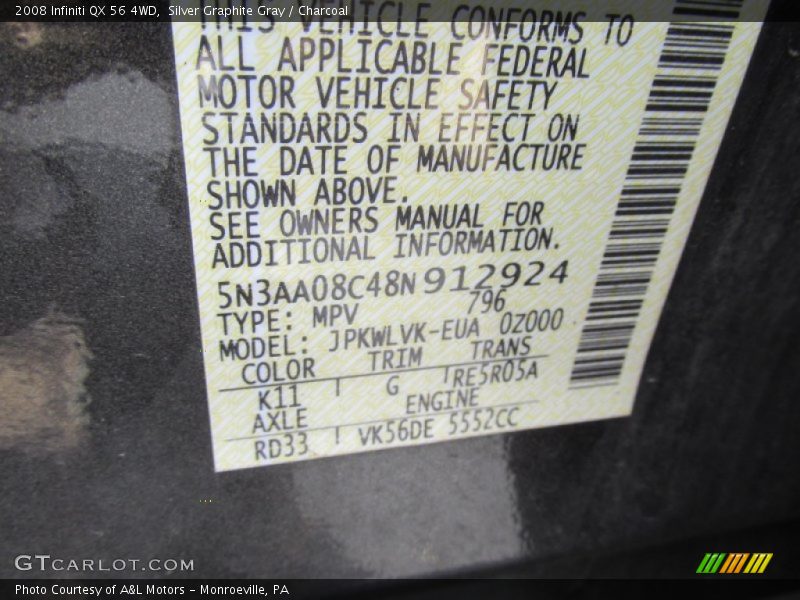 2008 Infiniti QX 56 4WD, Silver Graphite Gray / Charcoal
THIS VEHICLE CONFORMS TO
ALL APPLICABLE FEDERAL
MOTOR VEHICLE SAFETY
STANDARDS IN EFFECT ON
THE DATE OF MANUFACTURE
SHOWN ABOVE.
SEE OWNERS MANUAL FOR
ADDITIONAL INFORMATION.
5N3AA08C48N912924
TYPE: MPV 796
MODEL: JPKWLVK-EUA 0Z000
COLOR TRIM TRANS
K11 G RE5R05A
AXLE ENGINE
RD33 VK56DE 5552CC
GTCARLOT.COM
Photo Courtesy of A&L Motors – Monroeville, PA